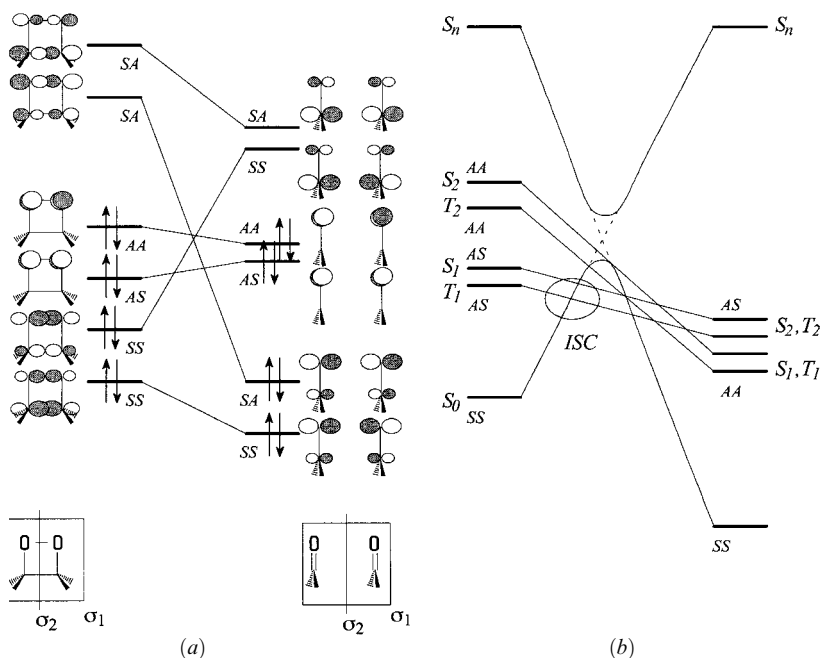 SA
SA
AA
AS
SS
SS
SA
SS
AA
AS
SA
SS
O O
σ₂ σ₁
O O
σ₂ σ₁
(a)
Sₙ Sₙ
S₂ AA
T₂ AA
S₁ AS
T₁ AS
ISC
S₀ SS
AS
S₂, T₂
S₁, T₁
AA
SS
(b)